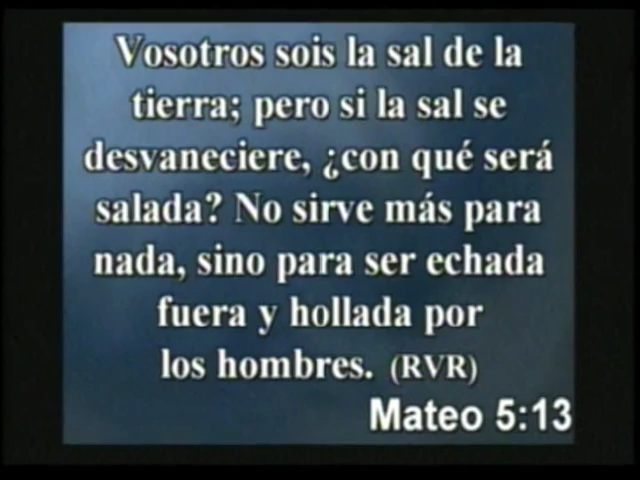 Vosotros sois la sal de la
tierra; pero si la sal se
desvaneciere, ¿con qué será
salada? No sirve más para
nada, sino para ser echada
fuera y hollada por
los hombres. (RVR)
Mateo 5:13